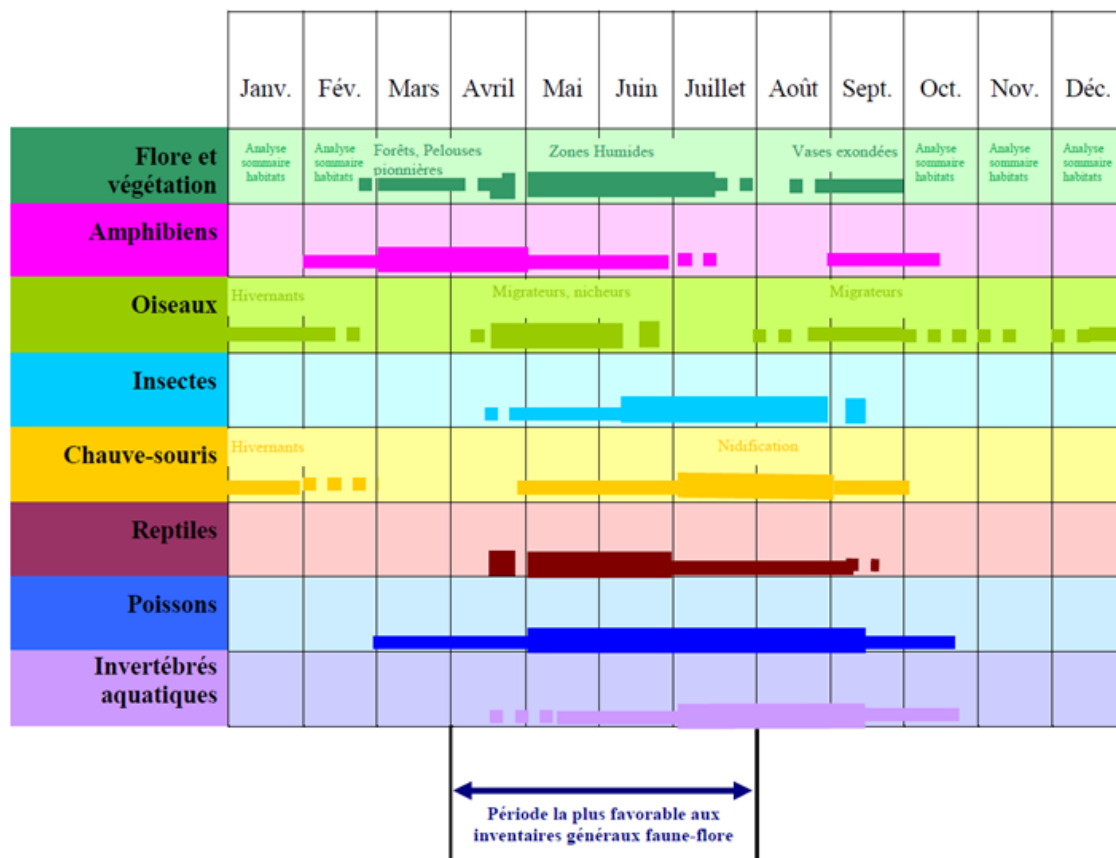 Janv. Fév. Mars Avril Mai Juin Juillet Août Sept. Oct. Nov. Déc.
Flore et
végétation
Analyse
sommaire
habitats
Analyse
sommaire
habitats
Forêts, Pelouses
pionnières
Zones Humides
Vases exondées
Analyse
sommaire
habitats
Analyse
sommaire
habitats
Analyse
sommaire
habitats
Amphibiens
Oiseaux
Hivernants
Migrateurs, nicheurs
Migrateurs
Insectes
Chauve-souris
Hivernants
Nidification
Reptiles
Poissons
Invertébrés
aquatiques
Période la plus favorable aux
inventaires généraux faune-flore